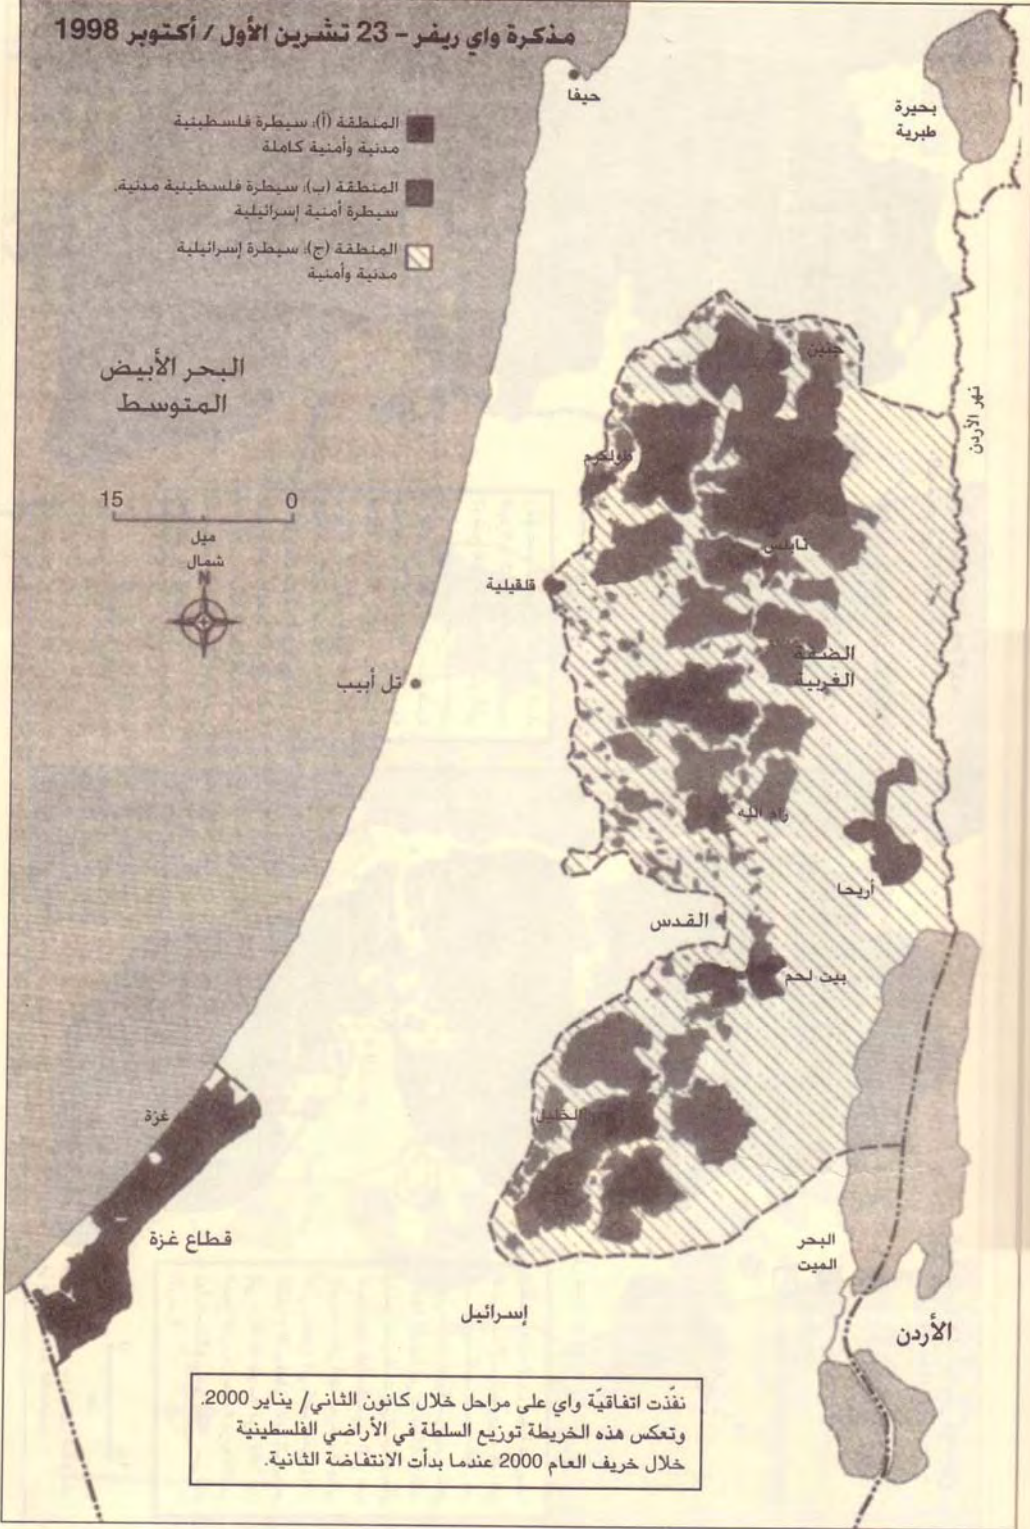 مذكرة واي ريفر – 23 تشرين الأول / أكتوبر 1998
المنطقة (أ): سيطرة فلسطينية
مدنية وأمنية كاملة
المنطقة (ب): سيطرة فلسطينية مدنية.
سيطرة أمنية إسرائيلية
المنطقة (ج): سيطرة إسرائيلية
مدنية وأمنية
حيفا
بحيرة
طبرية
البحر الأبيض
المتوسط
جنين
نهر الأردن
طولكرم
15 0
ميل
شمال
N
نابلس
قلقيلية
الضفة
الغربية
تل أبيب
رام الله
أريحا
القدس
بيت لحم
غزة
الخليل
قطاع غزة
البحر
الميت
إسرائيل
الأردن
نفّذت اتفاقيّة واي على مراحل خلال كانون الثاني/ يناير 2000.
وتعكس هذه الخريطة توزيع السلطة في الأراضي الفلسطينية
خلال خريف العام 2000 عندما بدأت الانتفاضة الثانية.